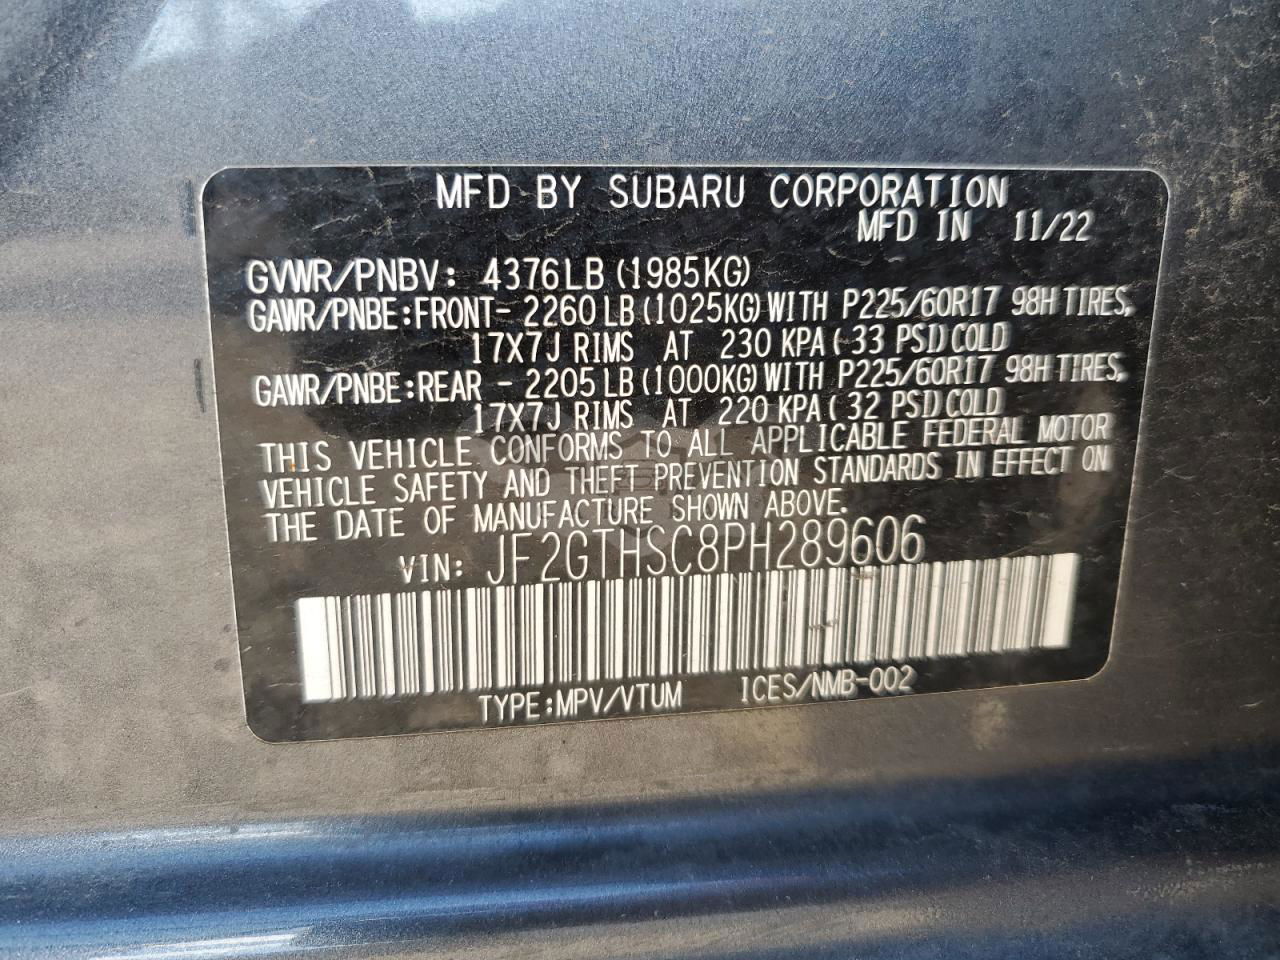 MFD BY SUBARU CORPORATION
MFD IN 11/22
GVWR/PNBV: 4376LB (1985KG)
GAWR/PNBE:FRONT- 2260 LB (1025KG) WITH P225/60R17 98H TIRES,
17X7J RIMS AT 230 KPA ( 33 PSI) COLD
GAWR/PNBE:REAR - 2205 LB (1000KG) WITH P225/60R17 98H TIRES,
17X7J RIMS AT 220 KPA ( 32 PSI) COLD
THIS VEHICLE CONFORMS TO ALL APPLICABLE FEDERAL MOTOR
VEHICLE SAFETY AND THEFT PREVENTION STANDARDS IN EFFECT ON
THE DATE OF MANUFACTURE SHOWN ABOVE.
VIN: JF2GTHSC8PH289606
TYPE:MPV/VTUM ICES/NMB-002